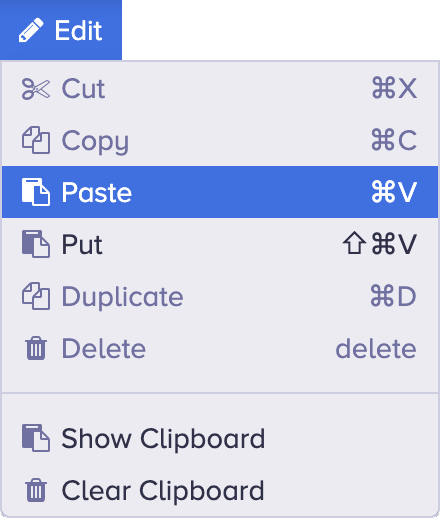 Edit
Cut ⌘X
Copy ⌘C
Paste ⌘V
Put ⇧⌘V
Duplicate ⌘D
Delete delete
Show Clipboard
Clear Clipboard